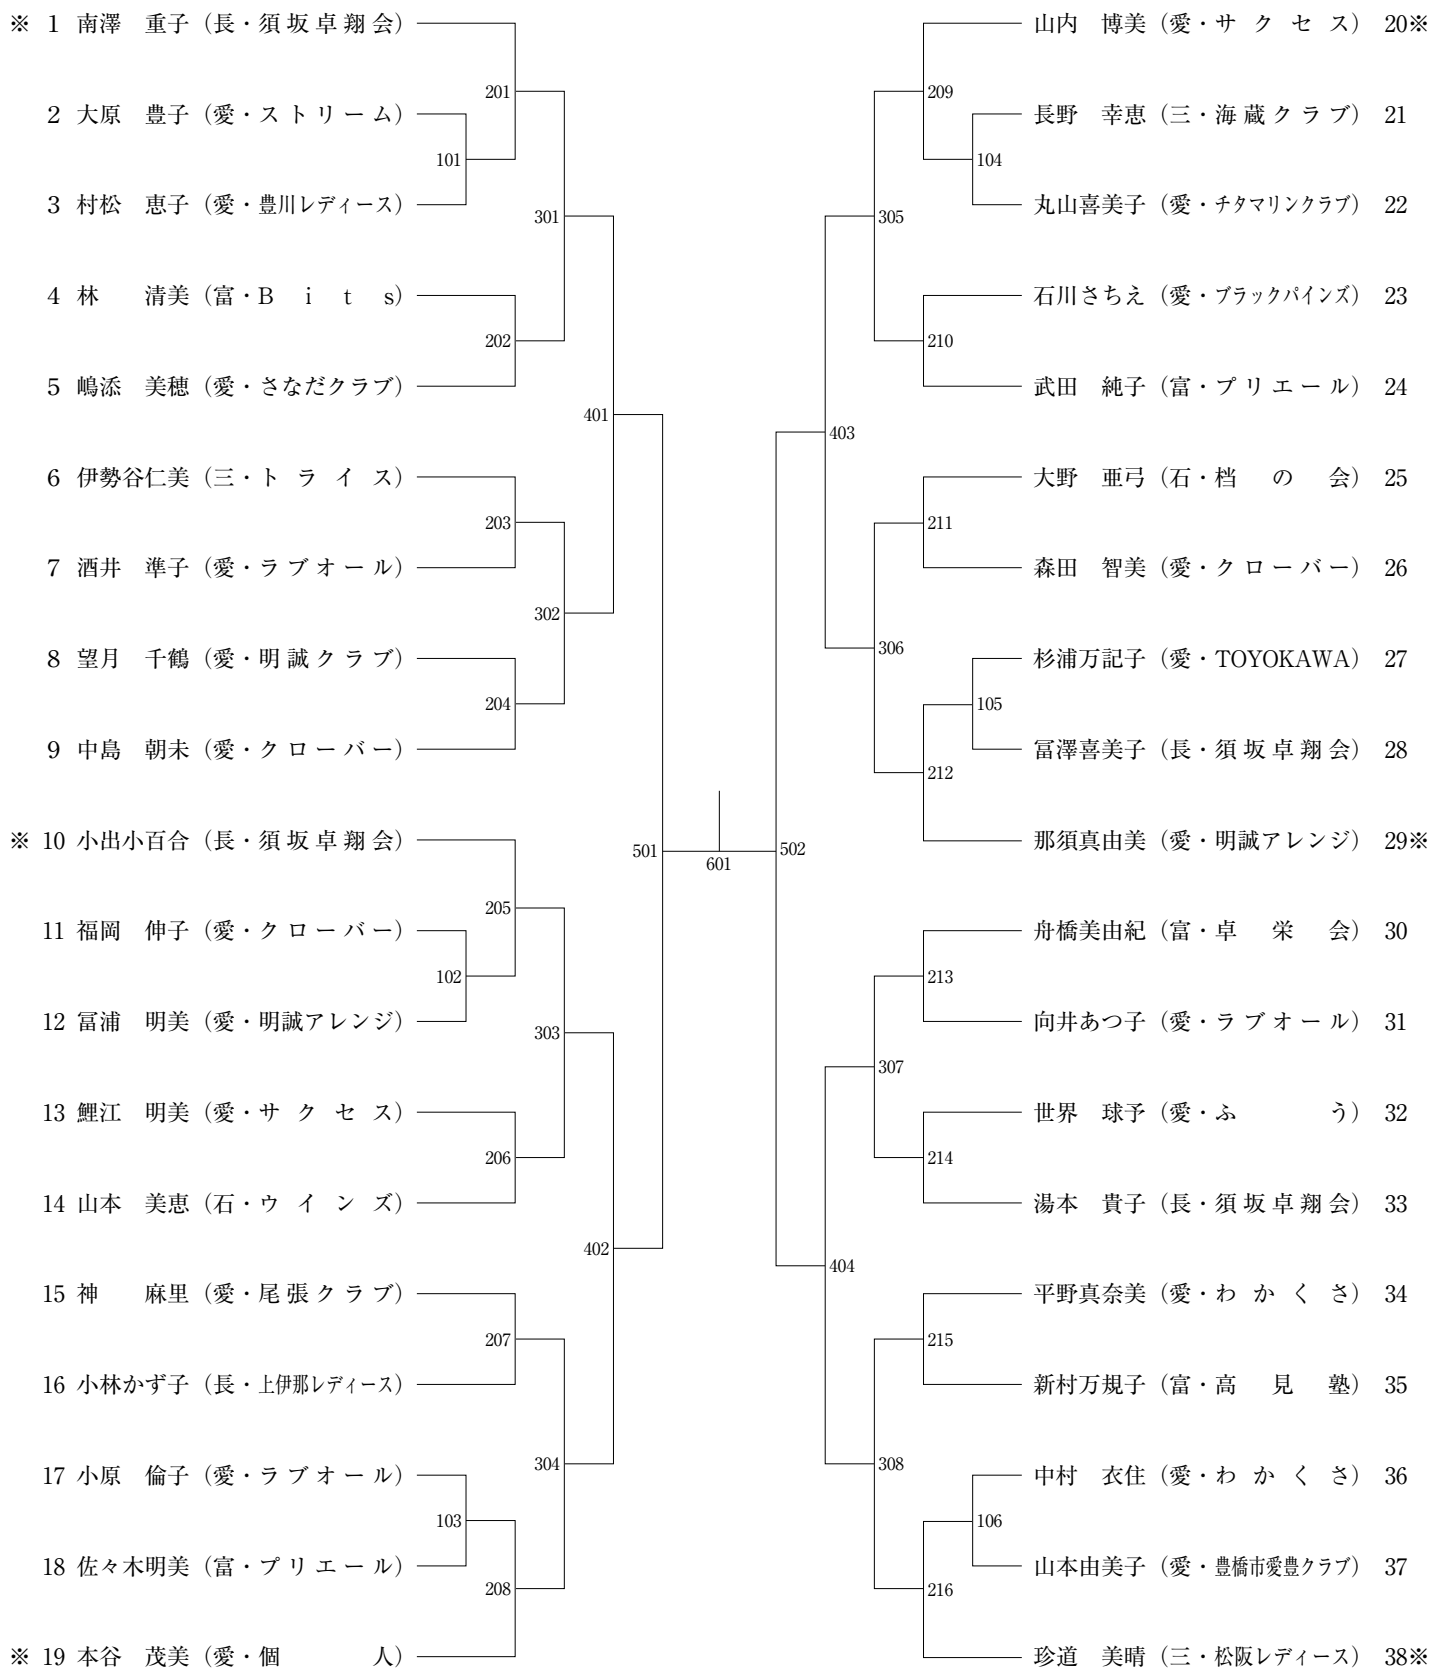 ※ 1 南澤 重子（長・須坂卓翔会）
201
2 大原 豊子（愛・ストリーム）
101
3 村松 恵子（愛・豊川レディース）
301
4 林 清美（富・Bits）
202
5 嶋添 美穂（愛・さなだクラブ）
401
6 伊勢谷仁美（三・トライス）
203
7 酒井 準子（愛・ラブオール）
302
8 望月 千鶴（愛・明誠クラブ）
204
9 中島 朝未（愛・クローバー）
501
※ 10 小出小百合（長・須坂卓翔会）
205
11 福岡 伸子（愛・クローバー）
102
12 冨浦 明美（愛・明誠アレンジ）
303
13 鯉江 明美（愛・サクセス）
206
14 山本 美恵（石・ウインズ）
402
15 神 麻里（愛・尾張クラブ）
207
16 小林かず子（長・上伊那レディース）
304
17 小原 倫子（愛・ラブオール）
103
18 佐々木明美（富・プリエール）
208
※ 19 本谷 茂美（愛・個人）
601
山内 博美（愛・サクセス） 20※
209
長野 幸恵（三・海蔵クラブ） 21
104
丸山喜美子（愛・チタマリンクラブ） 22
305
石川さちえ（愛・ブラックパインズ） 23
210
武田 純子（富・プリエール） 24
403
大野 亜弓（石・档の会） 25
211
森田 智美（愛・クローバー） 26
306
杉浦万記子（愛・TOYOKAWA） 27
105
冨澤喜美子（長・須坂卓翔会） 28
212
那須真由美（愛・明誠アレンジ） 29※
502
舟橋美由紀（富・卓栄会） 30
213
向井あつ子（愛・ラブオール） 31
307
世界 球予（愛・ふう） 32
214
湯本 貴子（長・須坂卓翔会） 33
404
平野真奈美（愛・わかくさ） 34
215
新村万規子（富・高見塾） 35
308
中村 衣住（愛・わかくさ） 36
106
山本由美子（愛・豊橋市愛豊クラブ） 37
216
珍道 美晴（三・松阪レディース） 38※